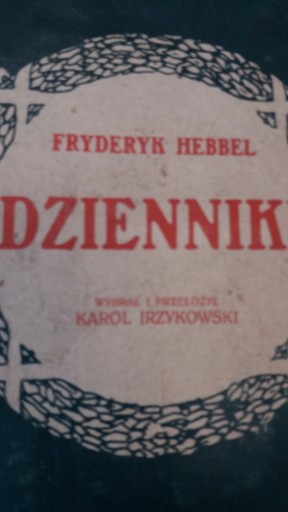 FRYDERYK HEBBEL
DZIENNIKI
WYBRAŁ I PRZEŁOŻYŁ
KAROL IRZYKOWSKI